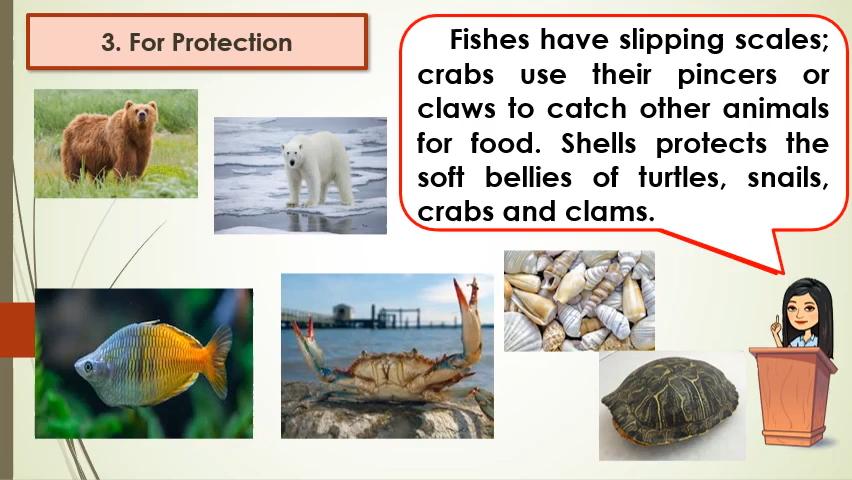 3. For Protection
Fishes have slipping scales;
crabs use their pincers or
claws to catch other animals
for food. Shells protects the
soft bellies of turtles, snails,
crabs and clams.